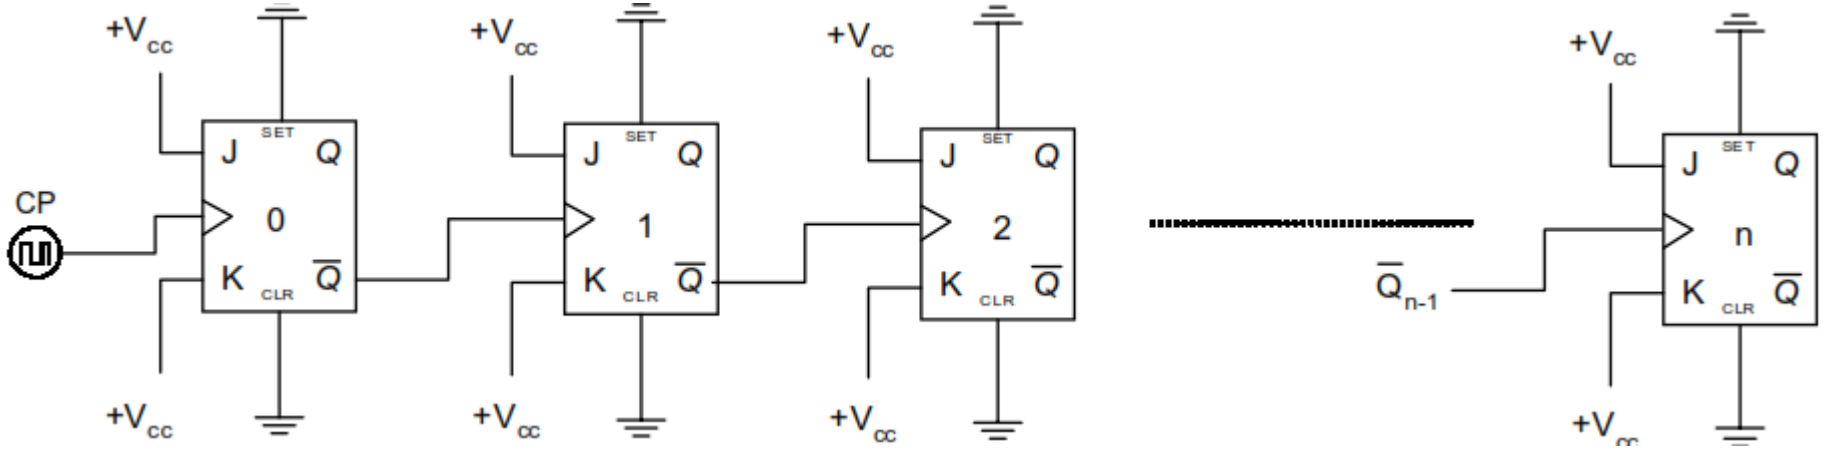 +Vcc +Vcc +Vcc +Vcc
SET SET SET SET
J Q J Q J Q J Q
CP
0 1 2 n
K Q̅ K Q̅ K Q̅ Q̅n-1 K Q̅
CLR CLR CLR CLR
+Vcc +Vcc +Vcc +Vcc